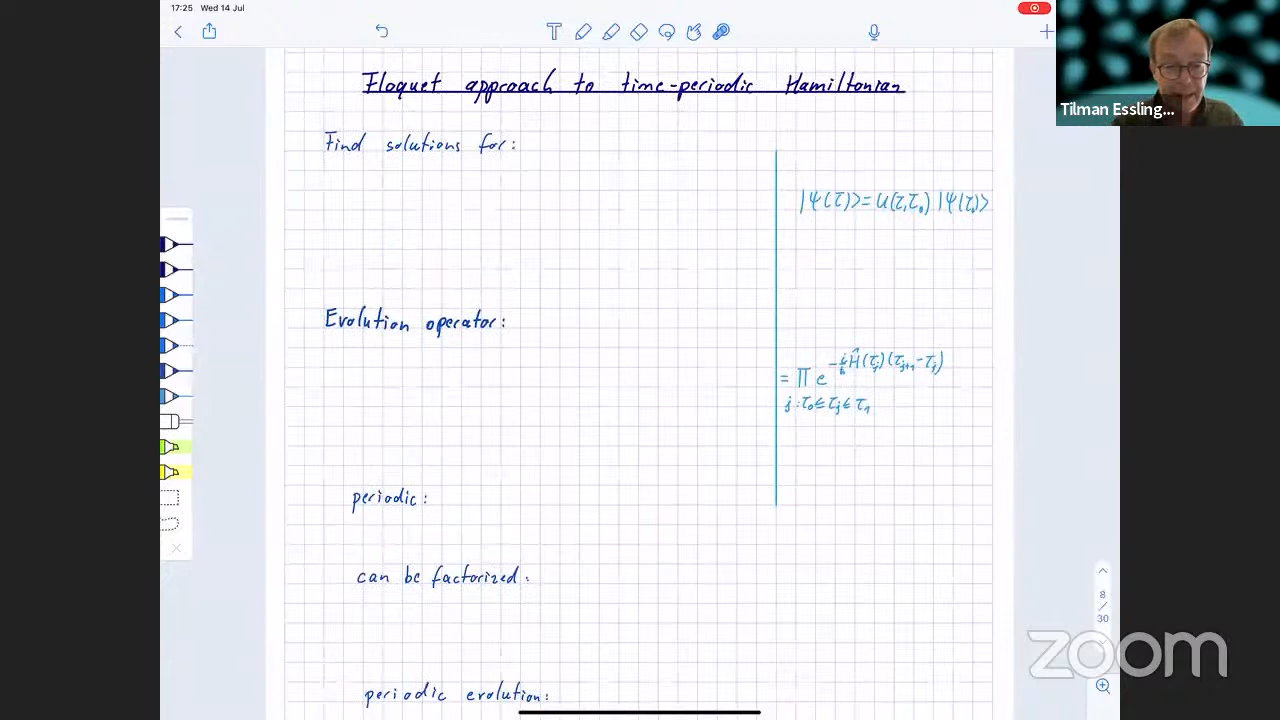 17:25 Wed 14 Jul
Tilman Essling...
Floquet approach to time-periodic Hamiltonian
Find solutions for:
|Ψ(τ)> = U(τ,τ₀) |Ψ(τ₀)>
Evolution operator:
= Π e^{-i/ħ Ĥ(τⱼ)(τⱼ₊₁ - τⱼ)}
j : τ₀ ≤ τⱼ ≤ τ₁
periodic:
can be factorized:
periodic evolution:
8
/
30
zoom